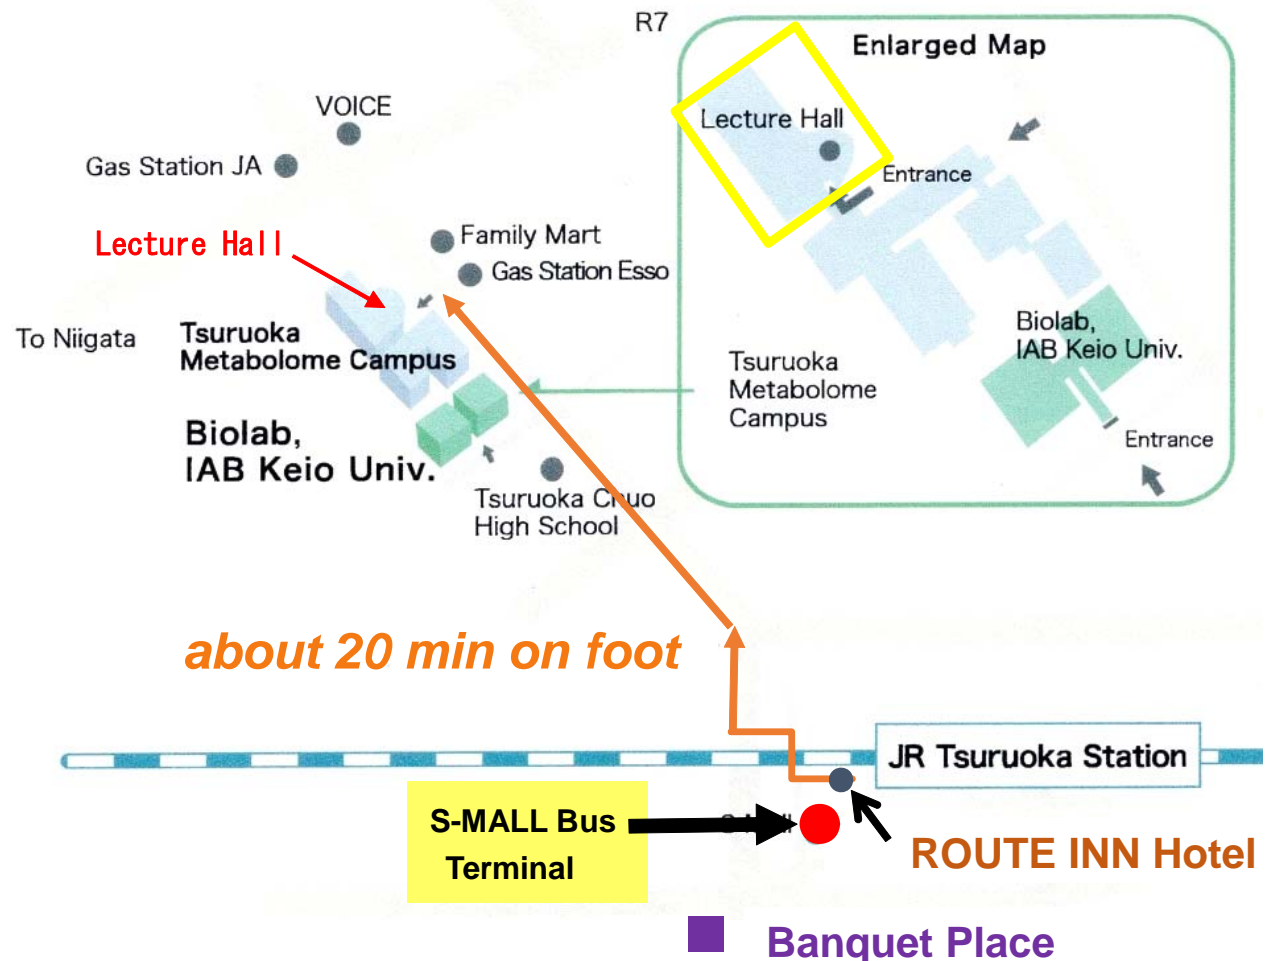 R7
Enlarged Map
VOICE
Lecture Hall
Gas Station JA
Entrance
Family Mart
Lecture Hall
Gas Station Esso
To Niigata
Tsuruoka
Metabolome Campus
Biolab,
IAB Keio Univ.
Tsuruoka
Metabolome
Campus
Biolab,
IAB Keio Univ.
Entrance
Tsuruoka Chuo
High School
about 20 min on foot
JR Tsuruoka Station
S-MALL Bus
Terminal
ROUTE INN Hotel
Banquet Place